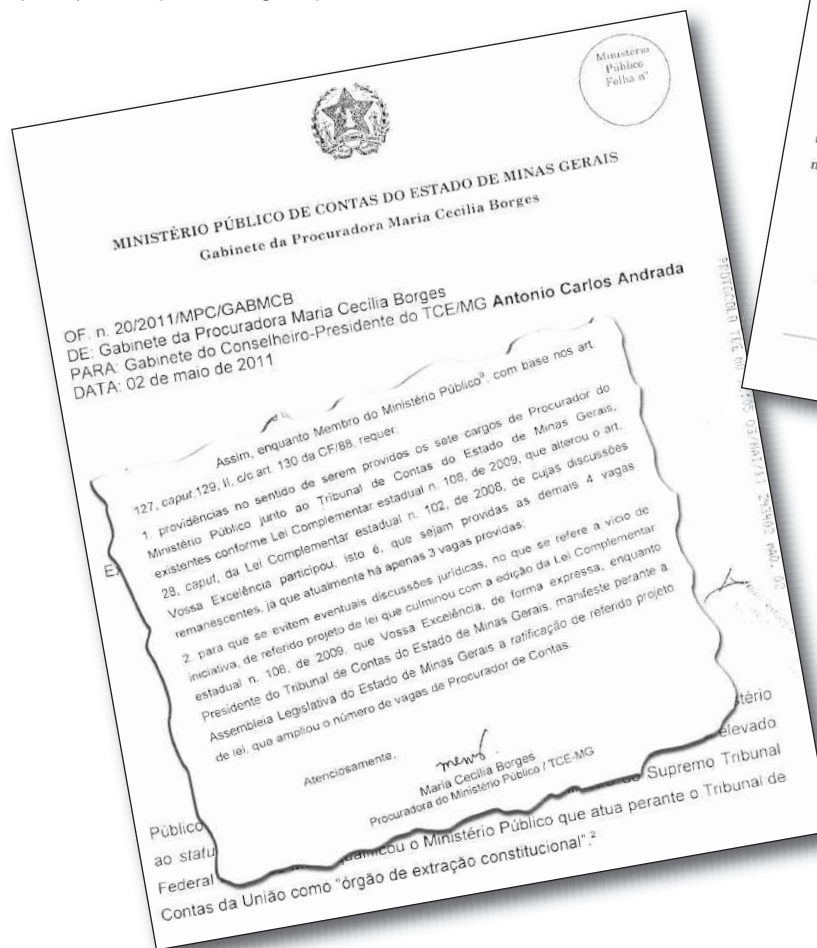 Ministério
Público
Folha nº
MINISTÉRIO PÚBLICO DE CONTAS DO ESTADO DE MINAS GERAIS
Gabinete da Procuradora Maria Cecília Borges
OF. n. 20/2011/MPC/GABMCB
DE: Gabinete da Procuradora Maria Cecília Borges
PARA: Gabinete do Conselheiro-Presidente do TCE/MG Antonio Carlos Andrada
DATA: 02 de maio de 2011
Assim, enquanto Membro do Ministério Público³, com base nos art.
127, caput,129, II, c/c art. 130 da CF/88, requer:
1. providências no sentido de serem providos os sete cargos de Procurador do
Ministério Público junto ao Tribunal de Contas do Estado de Minas Gerais,
existentes conforme Lei Complementar estadual n. 108, de 2009, que alterou o art.
28, caput, da Lei Complementar estadual n. 102, de 2008, de cujas discussões
Vossa Excelência participou, isto é, que sejam providas as demais 4 vagas
remanescentes, já que atualmente há apenas 3 vagas providas;
2. para que se evitem eventuais discussões jurídicas, no que se refere a vício de
iniciativa, de referido projeto de lei que culminou com a edição da Lei Complementar
estadual n. 108, de 2009, que Vossa Excelência, de forma expressa, enquanto
Presidente do Tribunal de Contas do Estado de Minas Gerais, manifeste perante a
Assembleia Legislativa do Estado de Minas Gerais a ratificação de referido projeto
de lei, que ampliou o número de vagas de Procurador de Contas.
Atenciosamente,
Maria Cecília Borges
Procuradora do Ministério Público / TCE-MG
stério
Público elevado
ao statu Supremo Tribunal
Federal qualificou o Ministério Público que atua perante o Tribunal de
Contas da União como "órgão de extração constitucional".²